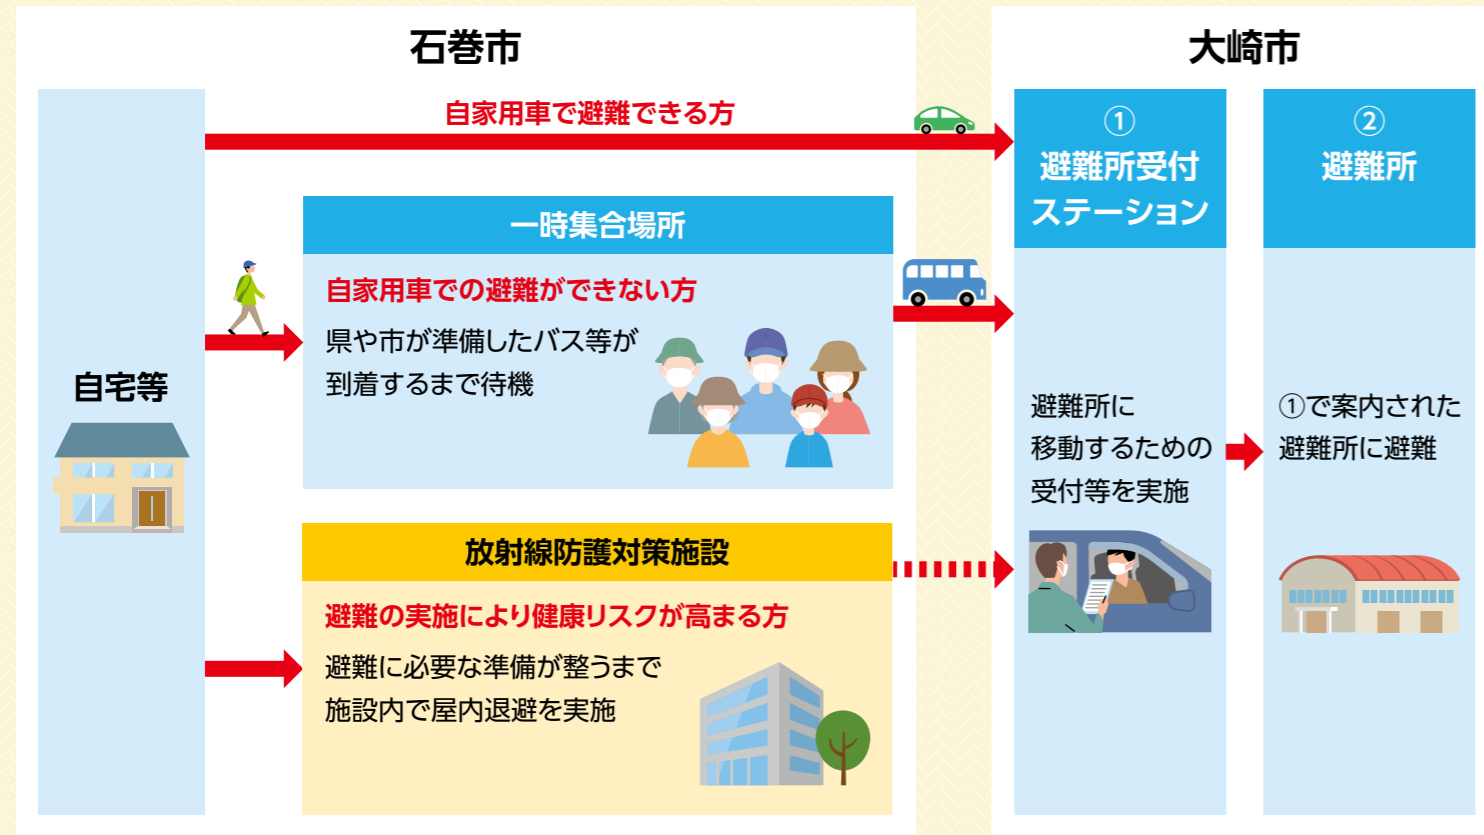 石巻市
自宅等
自家用車で避難できる方
一時集合場所
自家用車での避難ができない方
県や市が準備したバス等が
到着するまで待機
放射線防護対策施設
避難の実施により健康リスクが高まる方
避難に必要な準備が整うまで
施設内で屋内退避を実施
大崎市
①
避難所受付
ステーション
避難所に
移動するための
受付等を実施
②
避難所
①で案内された
避難所に避難